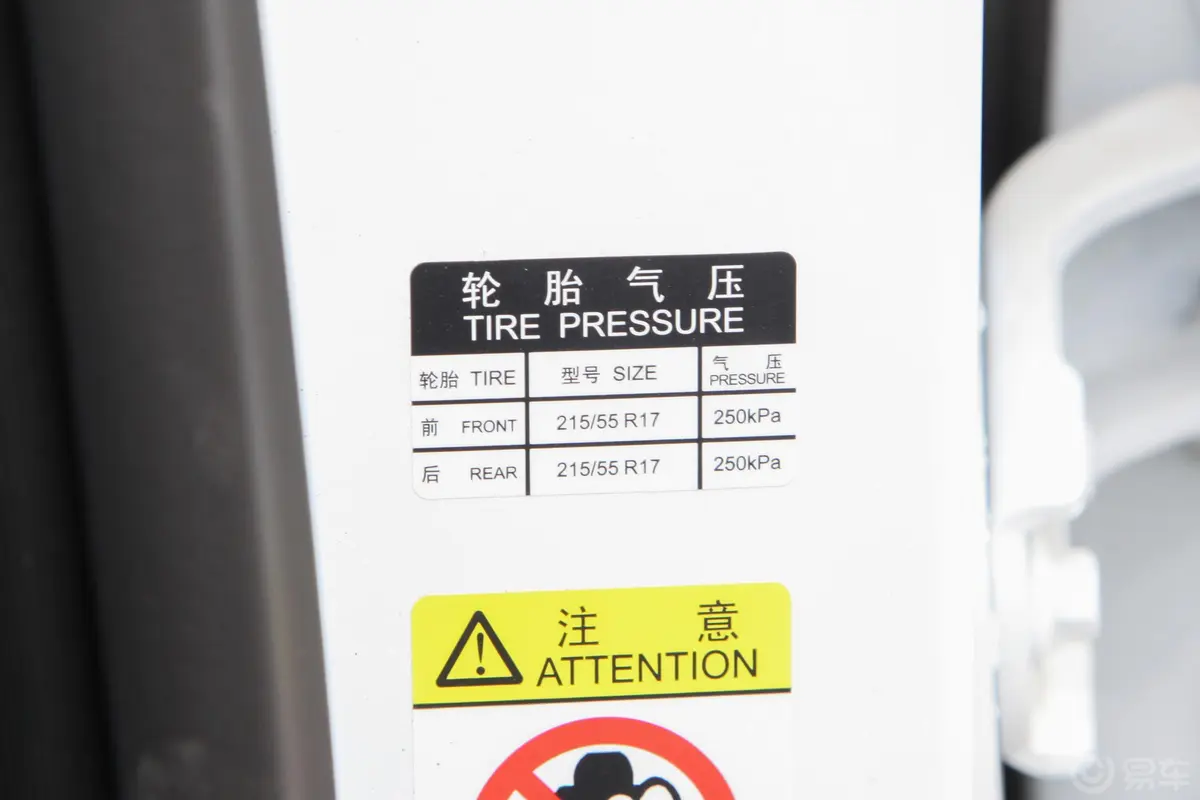 轮胎气压
TIRE PRESSURE
轮胎 TIRE 型号 SIZE 气压 PRESSURE
前 FRONT 215/55 R17 250kPa
后 REAR 215/55 R17 250kPa
注意
ATTENTION
易车